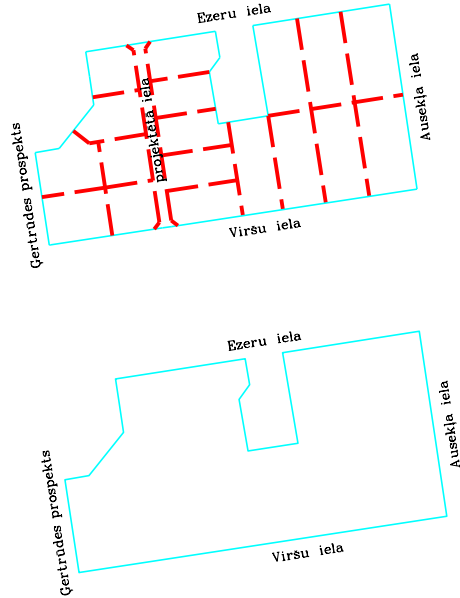 Ezeru iela
Ausekļa iela
projektētā iela
Ģertrūdes prospekts
Viršu iela
Ezeru iela
Ausekļa iela
Ģertrūdes prospekts
Viršu iela